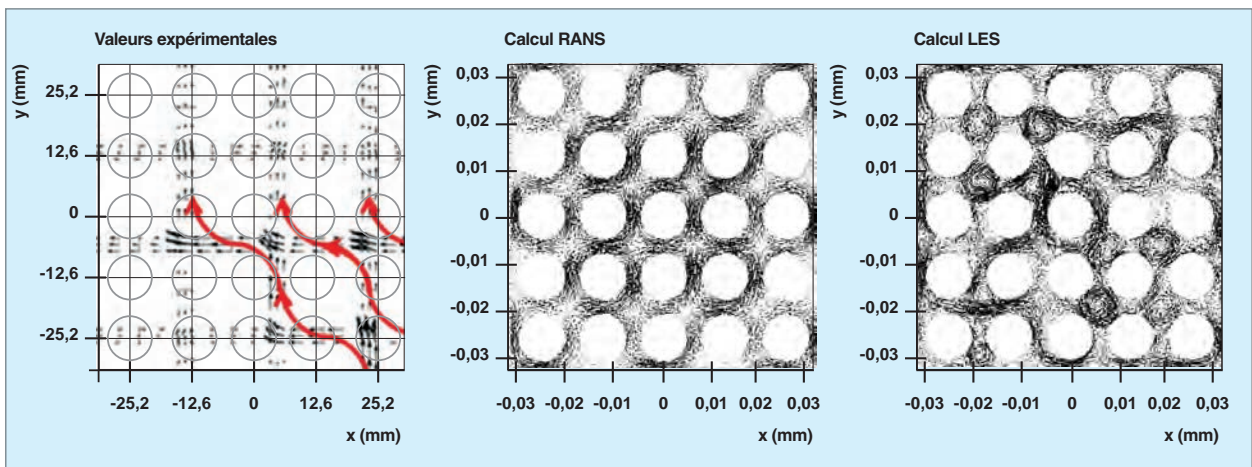 Valeurs expérimentales
y (mm)
25,2
12,6
0
-12,6
-25,2
-25,2 -12,6 0 12,6 25,2
x (mm)
Calcul RANS
y (mm)
0,03
0,02
0,01
0
-0,01
-0,02
-0,03
-0,03 -0,02 -0,01 0 0,01 0,02 0,03
x (mm)
Calcul LES
y (mm)
0,03
0,02
0,01
0
-0,01
-0,02
-0,03
-0,03 -0,02 -0,01 0 0,01 0,02 0,03
x (mm)